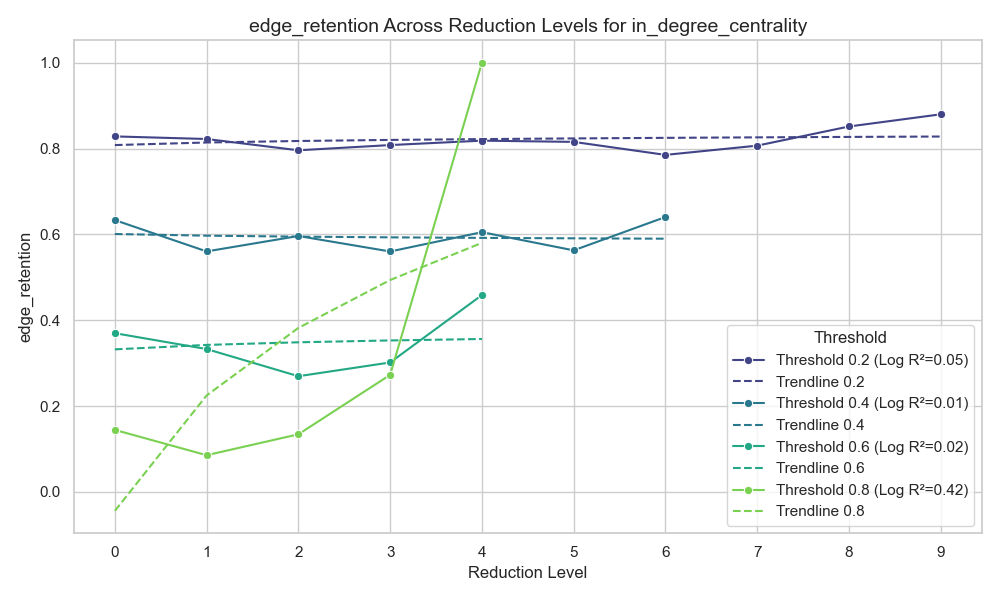 edge_retention Across Reduction Levels for in_degree_centrality
edge_retention
1.0
0.8
0.6
0.4
0.2
0.0
Threshold
Threshold 0.2 (Log R²=0.05)
Trendline 0.2
Threshold 0.4 (Log R²=0.01)
Trendline 0.4
Threshold 0.6 (Log R²=0.02)
Trendline 0.6
Threshold 0.8 (Log R²=0.42)
Trendline 0.8
0 1 2 3 4 5 6 7 8 9
Reduction Level